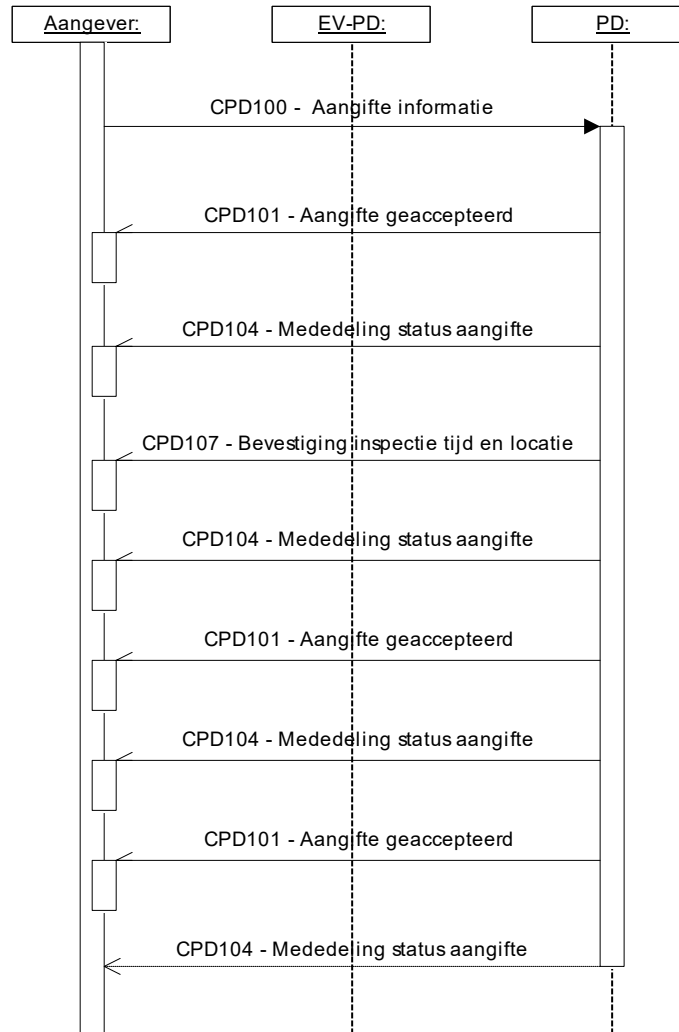 Aangever:
EV-PD:
PD:
CPD100 - Aangifte informatie
CPD101 - Aangifte geaccepteerd
CPD104 - Mededeling status aangifte
CPD107 - Bevestiging inspectie tijd en locatie
CPD104 - Mededeling status aangifte
CPD101 - Aangifte geaccepteerd
CPD104 - Mededeling status aangifte
CPD101 - Aangifte geaccepteerd
CPD104 - Mededeling status aangifte